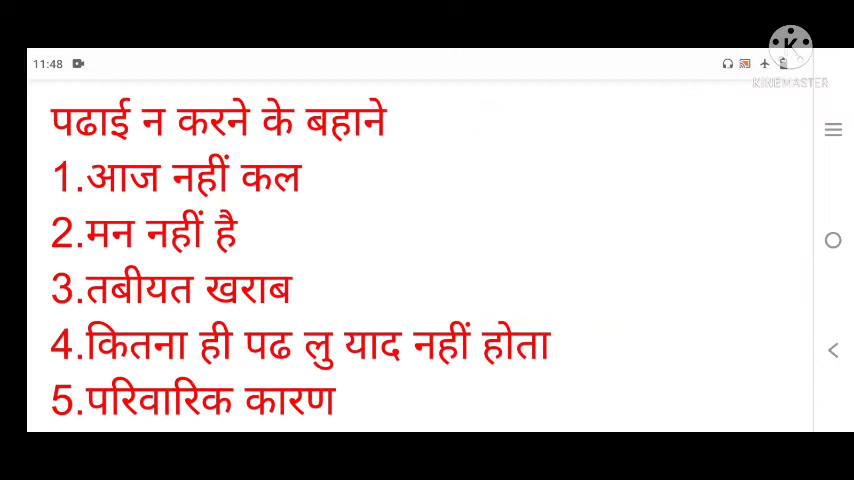 11:48
KINEMASTER
पढाई न करने के बहाने
1.आज नहीं कल
2.मन नहीं है
3.तबीयत खराब
4.कितना ही पढ लु याद नहीं होता
5.परिवारिक कारण